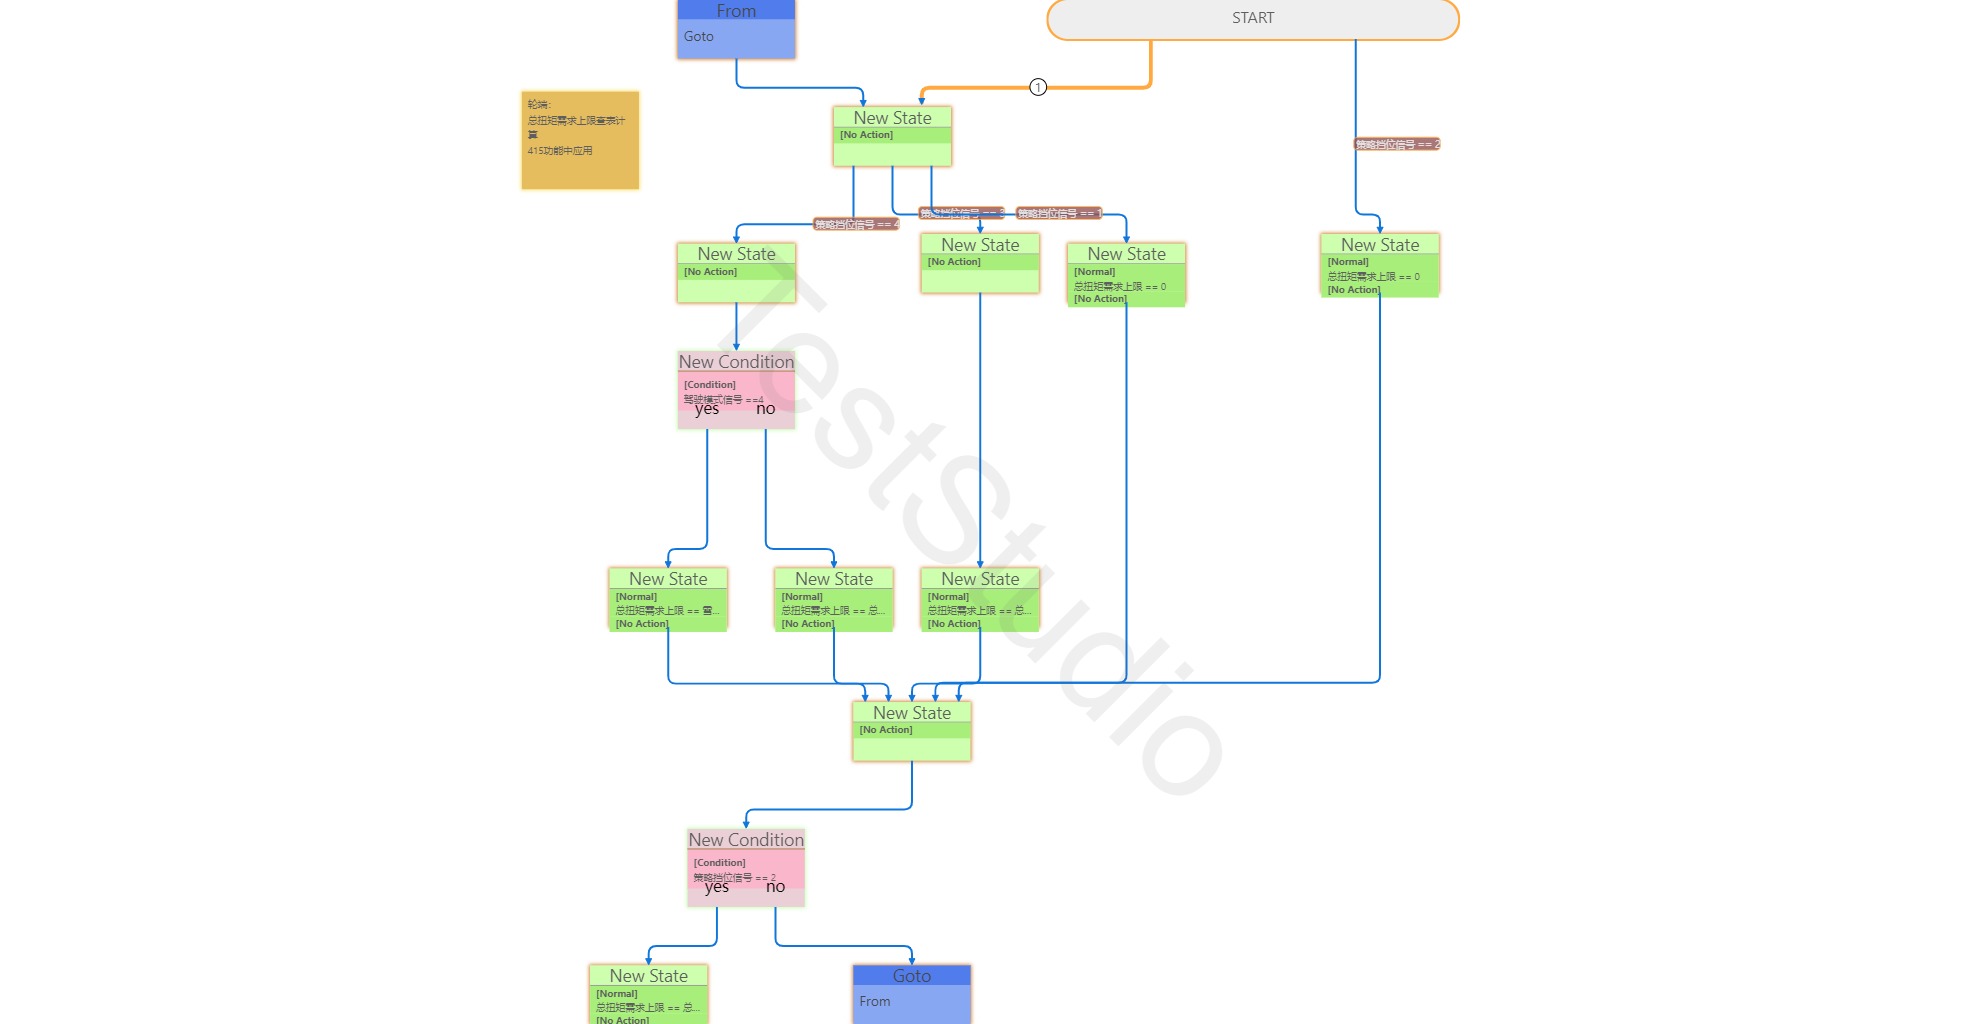 From
Goto
START
1
轮端:
总扭矩需求上限查表计
算
415功能中应用
New State
[No Action]
策略挡位信号 == 2
策略挡位信号 == 4
策略挡位信号 ==
策略挡位信号 == 1
New State
[No Action]
New State
[No Action]
New State
[Normal]
总扭矩需求上限 == 0
[No Action]
New State
[Normal]
总扭矩需求上限 == 0
[No Action]
New Condition
[Condition]
驾驶模式信号 ==4
yes
no
New State
[Normal]
总扭矩需求上限 == 雪...
[No Action]
New State
[Normal]
总扭矩需求上限 == 总...
[No Action]
New State
[Normal]
总扭矩需求上限 == 总...
[No Action]
New State
[No Action]
New Condition
[Condition]
策略挡位信号 == 2
yes
no
New State
[Normal]
总扭矩需求上限 == 总...
[No Action]
Goto
From
TestStudio